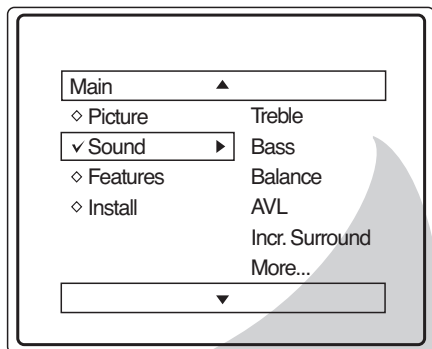 Main
Picture Treble
Sound Bass
Features Balance
Install AVL
Incr. Surround
More...